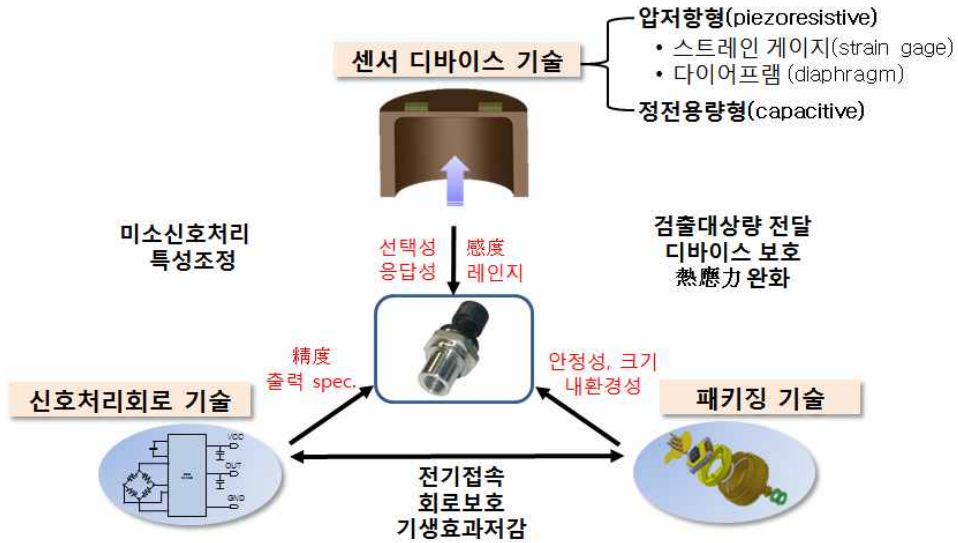 압저항형(piezoresistive)
• 스트레인 게이지(strain gage)
• 다이어프램 (diaphragm)
정전용량형(capacitive)
센서 디바이스 기술
미소신호처리
특성조정
선택성
응답성
感度
레인지
검출대상량 전달
디바이스 보호
熱應力 완화
精度
출력 spec.
안정성, 크기
내환경성
신호처리회로 기술
패키징 기술
VCC
OUT
GND
전기접속
회로보호
기생효과저감